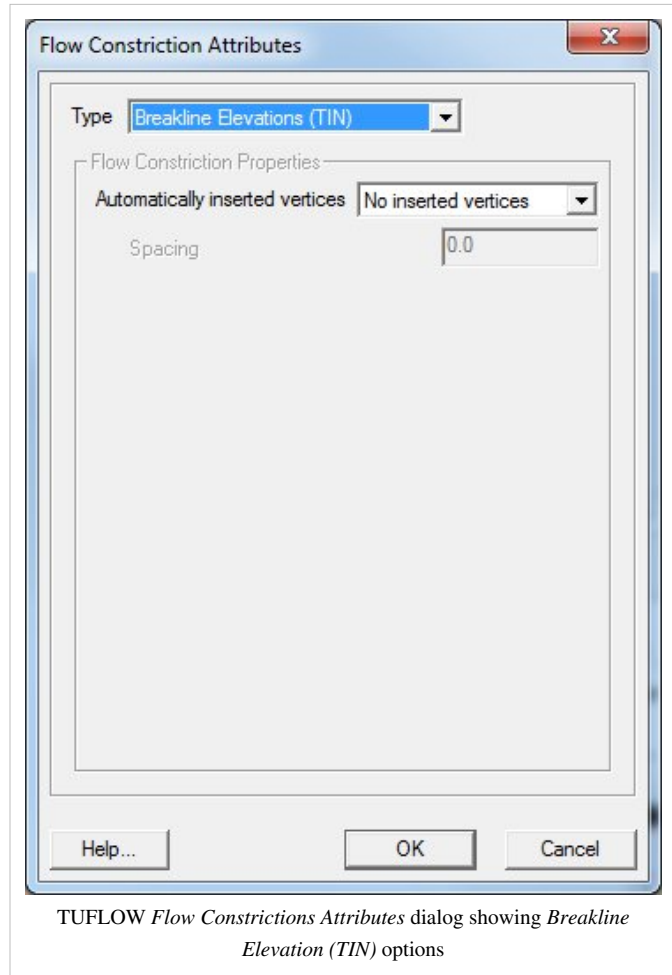 Flow Constriction Attributes
Type Breakline Elevations (TIN)
Flow Constriction Properties
Automatically inserted vertices No inserted vertices
Spacing 0.0
Help... OK Cancel
TUFLOW Flow Constrictions Attributes dialog showing Breakline
Elevation (TIN) options